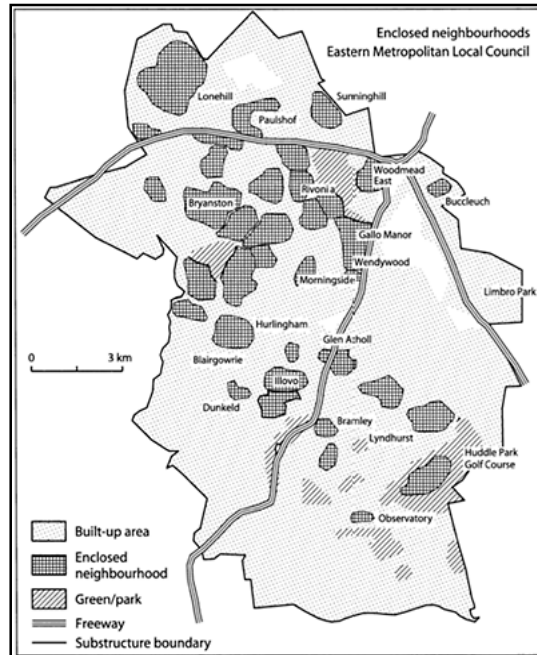 Enclosed neighbourhoods
Eastern Metropolitan Local Council
Lonehill
Sunninghill
Paulshof
Woodmead
East
Rivonia
Buccleuch
Bryanston
Gallo Manor
Wendywood
Morningside
Limbro Park
Hurlingham
0 3 km
Glen Atholl
Blairgowrie
Illovo
Dunkeld
Bramley
Lyndhurst
Huddle Park
Golf Course
Observatory
Built-up area
Enclosed
neighbourhood
Green/park
Freeway
Substructure boundary